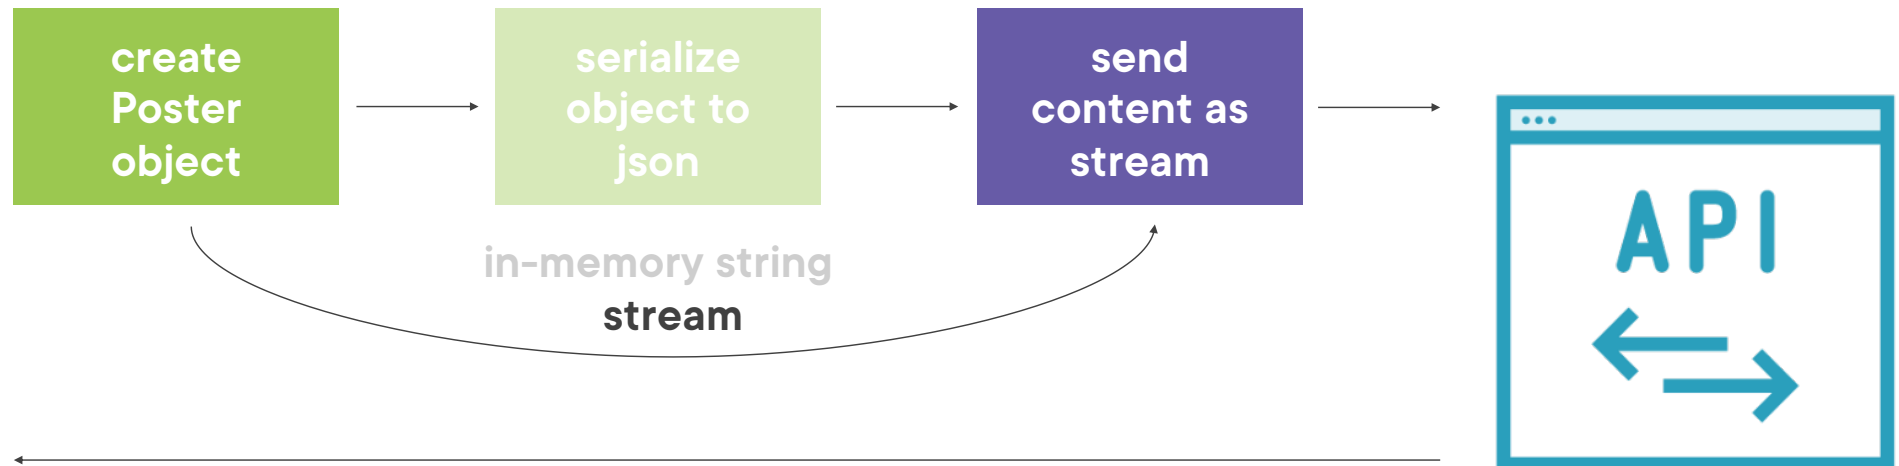 create
Poster
object
serialize
object to
json
send
content as
stream
in-memory string
stream
API